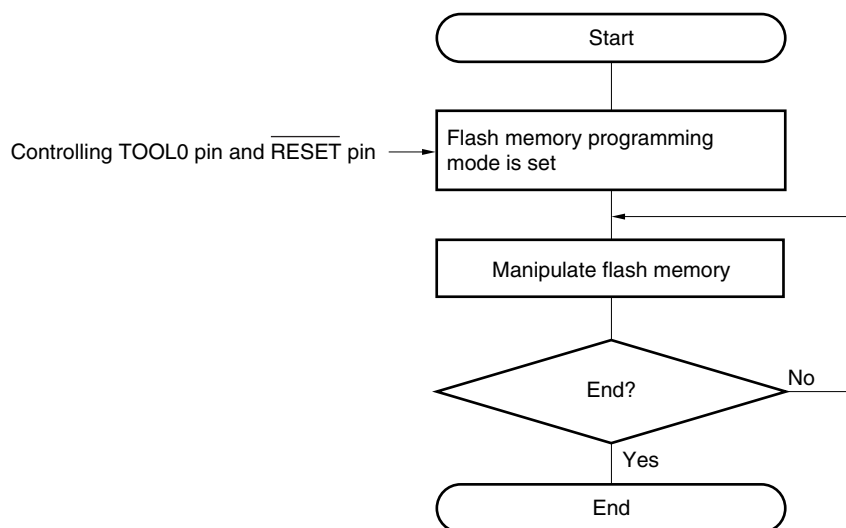 Start
Controlling TOOL0 pin and RESET pin
Flash memory programming
mode is set
Manipulate flash memory
End?
No
Yes
End